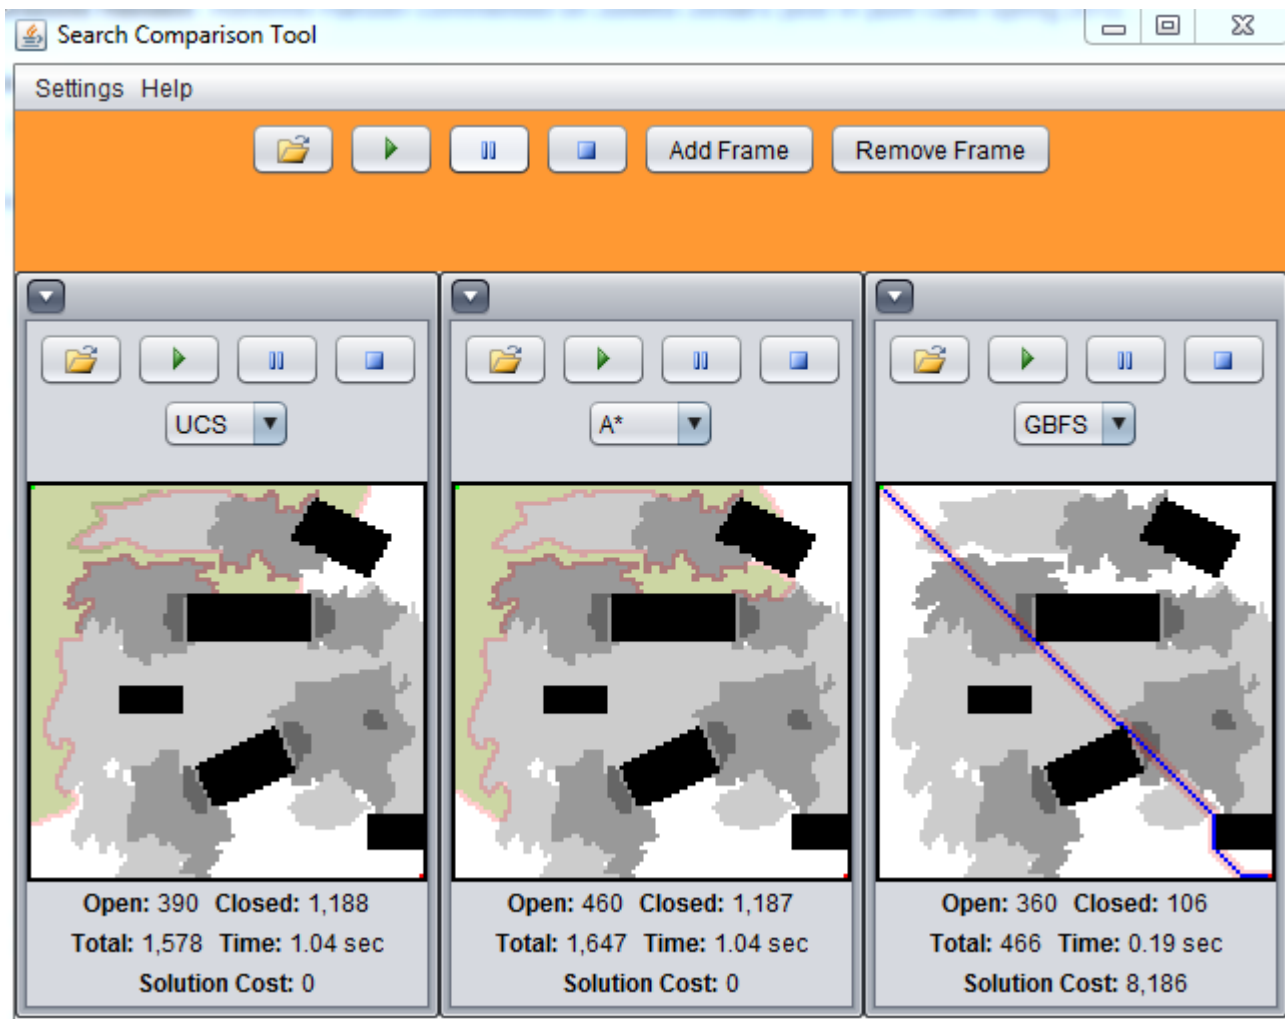 Search Comparison Tool
Settings Help
Add Frame Remove Frame
UCS
A*
GBFS
Open: 390 Closed: 1,188
Total: 1,578 Time: 1.04 sec
Solution Cost: 0
Open: 460 Closed: 1,187
Total: 1,647 Time: 1.04 sec
Solution Cost: 0
Open: 360 Closed: 106
Total: 466 Time: 0.19 sec
Solution Cost: 8,186